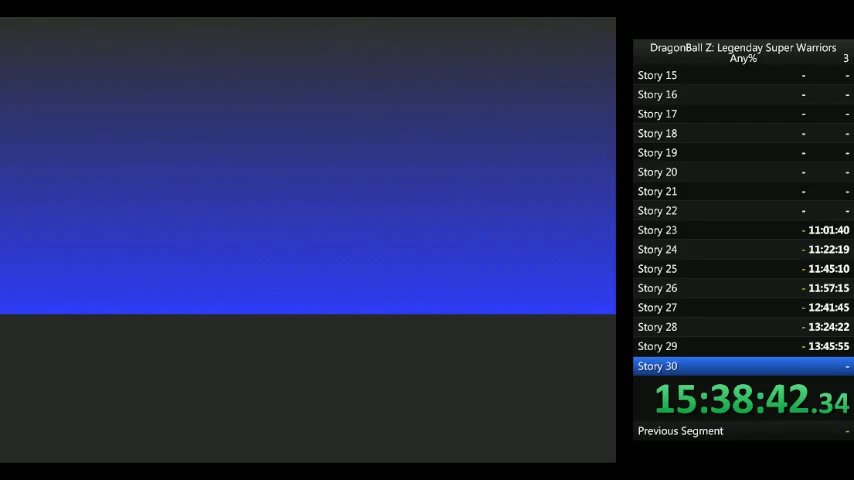 DragonBall Z: Legenday Super Warriors
Any% 3
Story 15 - -
Story 16 - -
Story 17 - -
Story 18 - -
Story 19 - -
Story 20 - -
Story 21 - -
Story 22 - -
Story 23 - 11:01:40
Story 24 - 11:22:19
Story 25 - 11:45:10
Story 26 - 11:57:15
Story 27 - 12:41:45
Story 28 - 13:24:22
Story 29 - 13:45:55
Story 30 -
15:38:42.34
Previous Segment -